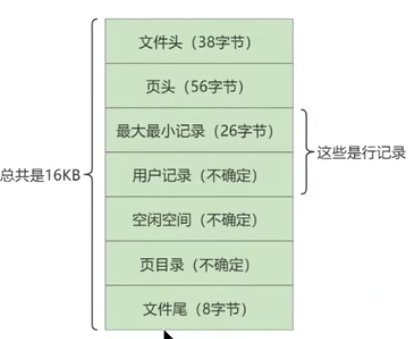 文件头（38字节）
页头（56字节）
最大最小记录（26字节）
用户记录（不确定）
空闲空间（不确定）
页目录（不确定）
文件尾（8字节）
总共是16KB
这些是行记录